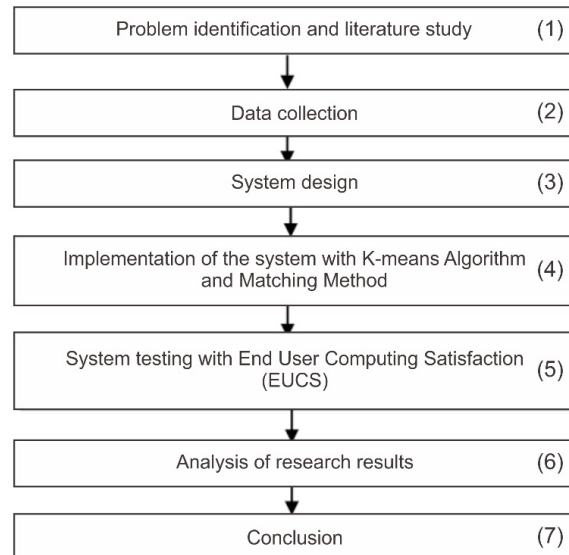 Problem identification and literature study (1)
Data collection (2)
System design (3)
Implementation of the system with K-means Algorithm
and Matching Method (4)
System testing with End User Computing Satisfaction
(EUCS) (5)
Analysis of research results (6)
Conclusion (7)